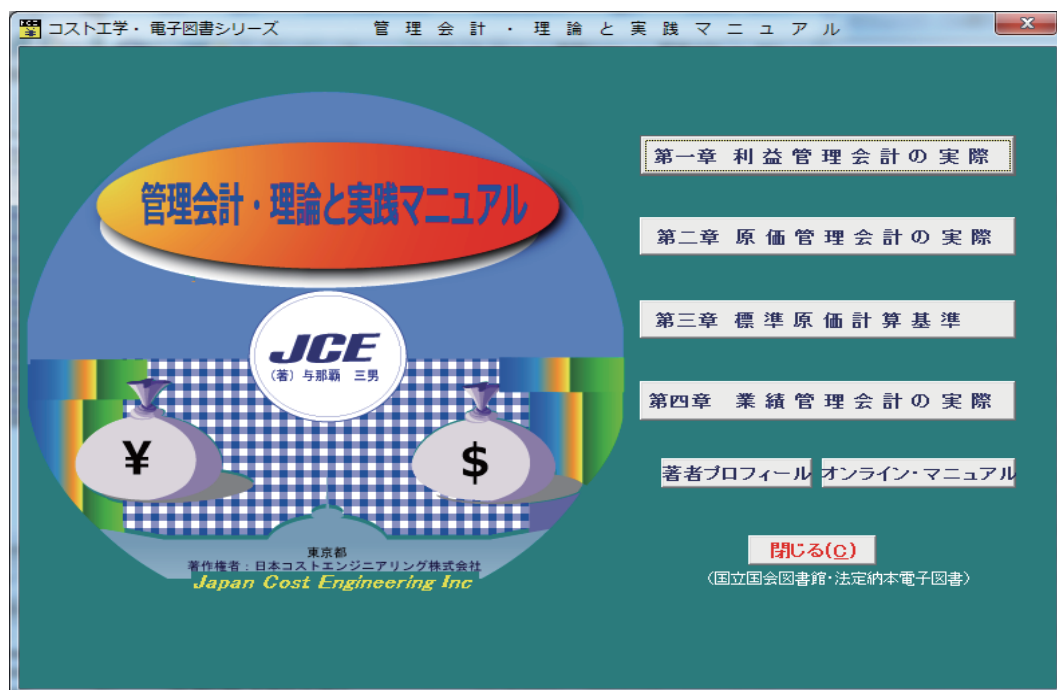 コスト工学・電子図書シリーズ 管理会計・理論と実践マニュアル
管理会計・理論と実践マニュアル
JCE
(著)与那覇 三男
¥
$
東京都
著作権者:日本コストエンジニアリング株式会社
Japan Cost Engineering Inc
第一章 利益管理会計の実際
第二章 原価管理会計の実際
第三章 標準原価計算基準
第四章 業績管理会計の実際
著者プロフィール オンライン・マニュアル
閉じる(C)
(国立国会図書館・法定納本電子図書)